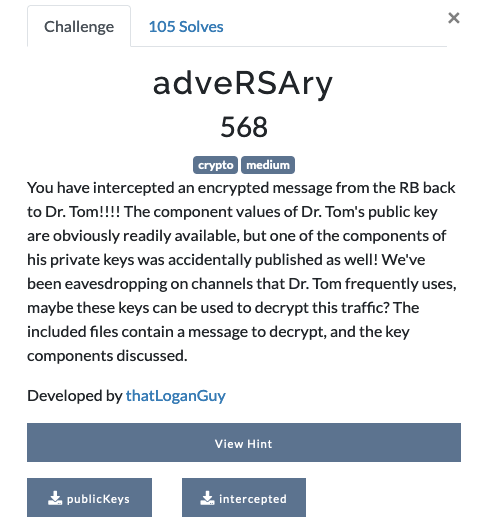 Challenge 105 Solves ×
adveRSAry
568
crypto medium
You have intercepted an encrypted message from the RB back
to Dr. Tom!!!! The component values of Dr. Tom's public key
are obviously readily available, but one of the components of
his private keys was accidentally published as well! We've
been eavesdropping on channels that Dr. Tom frequently uses,
maybe these keys can be used to decrypt this traffic? The
included files contain a message to decrypt, and the key
components discussed.
Developed by thatLoganGuy
View Hint
publicKeys intercepted